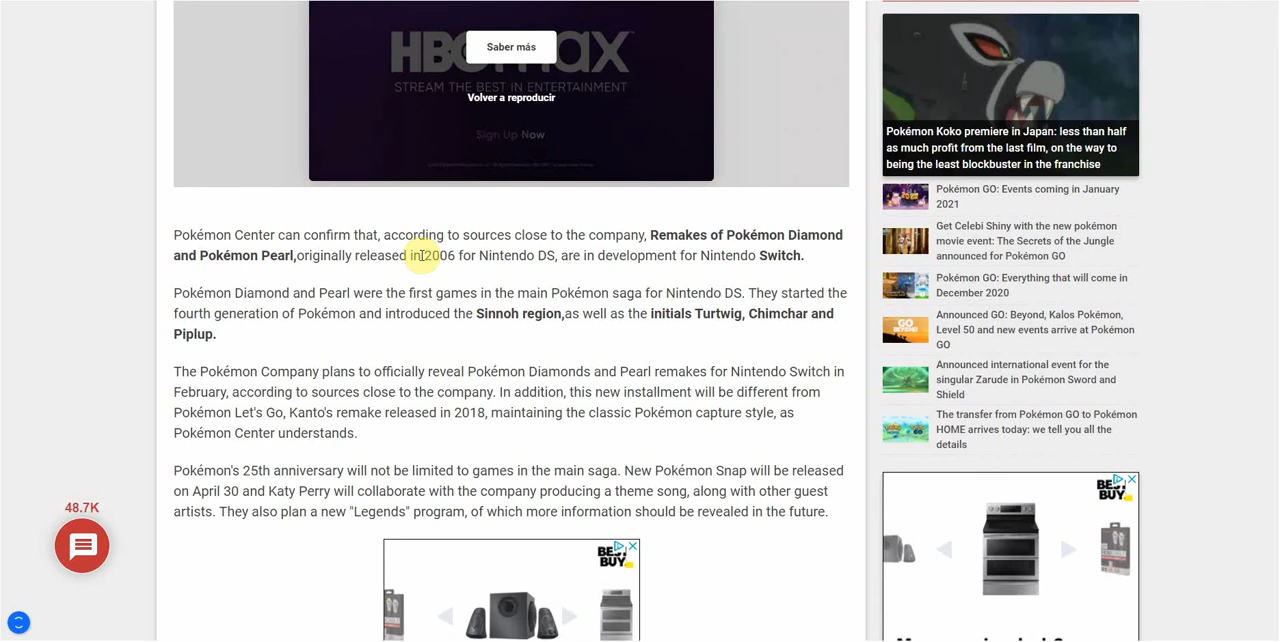 HBOMAX
STREAM THE BEST IN ENTERTAINMENT
Saber más
Volver a reproducir
Sign Up Now
Pokémon Center can confirm that, according to sources close to the company, Remakes of Pokémon Diamond
and Pokémon Pearl,originally released in 2006 for Nintendo DS, are in development for Nintendo Switch.
Pokémon Diamond and Pearl were the first games in the main Pokémon saga for Nintendo DS. They started the
fourth generation of Pokémon and introduced the Sinnoh region,as well as the initials Turtwig, Chimchar and
Piplup.
The Pokémon Company plans to officially reveal Pokémon Diamonds and Pearl remakes for Nintendo Switch in
February, according to sources close to the company. In addition, this new installment will be different from
Pokémon Let's Go, Kanto's remake released in 2018, maintaining the classic Pokémon capture style, as
Pokémon Center understands.
Pokémon's 25th anniversary will not be limited to games in the main saga. New Pokémon Snap will be released
on April 30 and Katy Perry will collaborate with the company producing a theme song, along with other guest
artists. They also plan a new "Legends" program, of which more information should be revealed in the future.
48.7K
BEST
BUY
Pokémon Koko premiere in Japan: less than half
as much profit from the last film, on the way to
being the least blockbuster in the franchise
Pokémon GO: Events coming in January
2021
Get Celebi Shiny with the new pokémon
movie event: The Secrets of the Jungle
announced for Pokémon GO
Pokémon GO: Everything that will come in
December 2020
GO
BEYOND
Announced GO: Beyond, Kalos Pokémon,
Level 50 and new events arrive at Pokémon
GO
Announced international event for the
singular Zarude in Pokémon Sword and
Shield
The transfer from Pokémon GO to Pokémon
HOME arrives today: we tell you all the
details
BEST
BUY